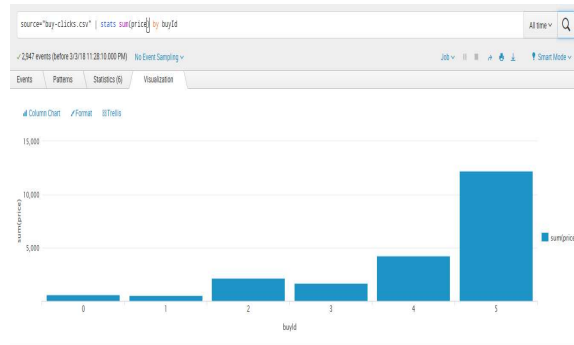 source="buy-clicks.csv" | stats sum(price) by buyId
All time
✓ 2,947 events (before 3/3/18 11:28:10.000 PM) No Event Sampling
Job
Smart Mode
Events Patterns Statistics (6) Visualization
Column Chart Format Trellis
15,000
10,000
5,000
sum(price)
sum(price
0 1 2 3 4 5
buyId